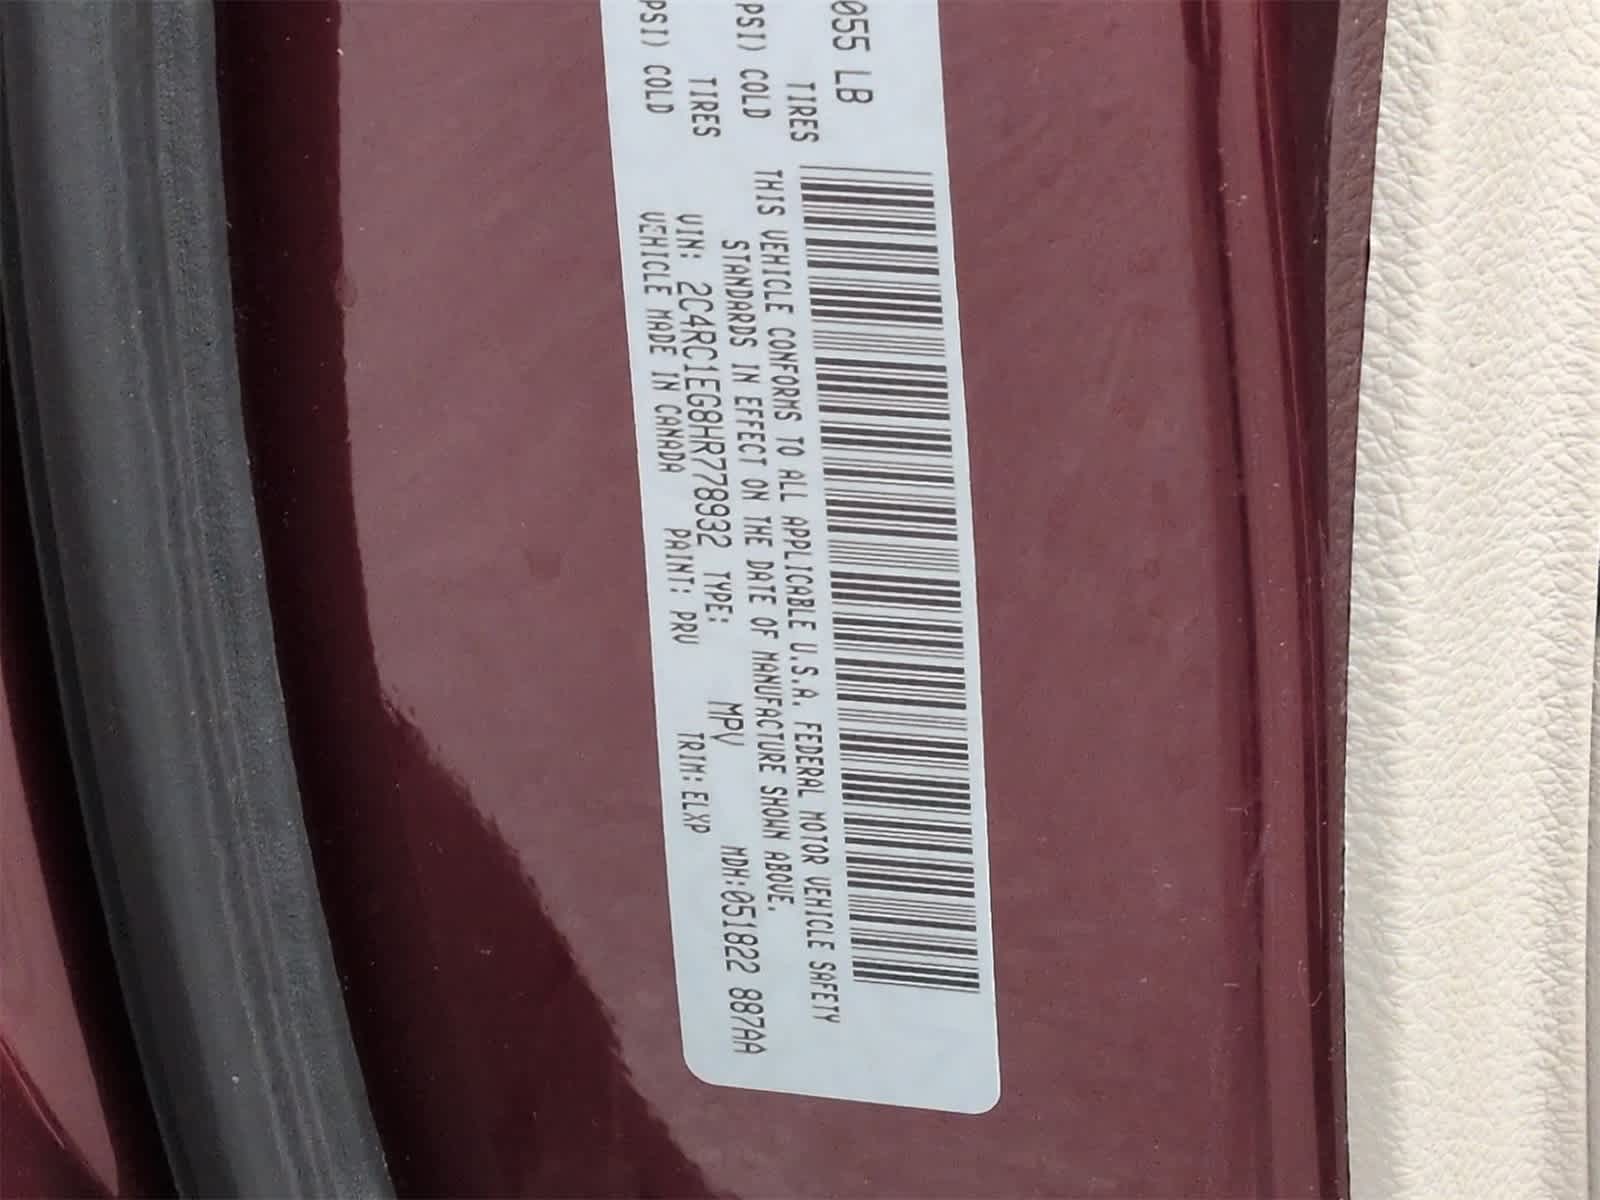 055 LB
TIRES
PSI) COLD
TIRES
PSI) COLD
THIS VEHICLE CONFORMS TO ALL APPLICABLE U.S.A. FEDERAL MOTOR VEHICLE SAFETY
STANDARDS IN EFFECT ON THE DATE OF MANUFACTURE SHOWN ABOVE.
VIN: 2C4RC1EG8HR778932 TYPE: MPV MDH:051822 887AA
VEHICLE MADE IN CANADA PAINT: PRV TRIM:ELXP